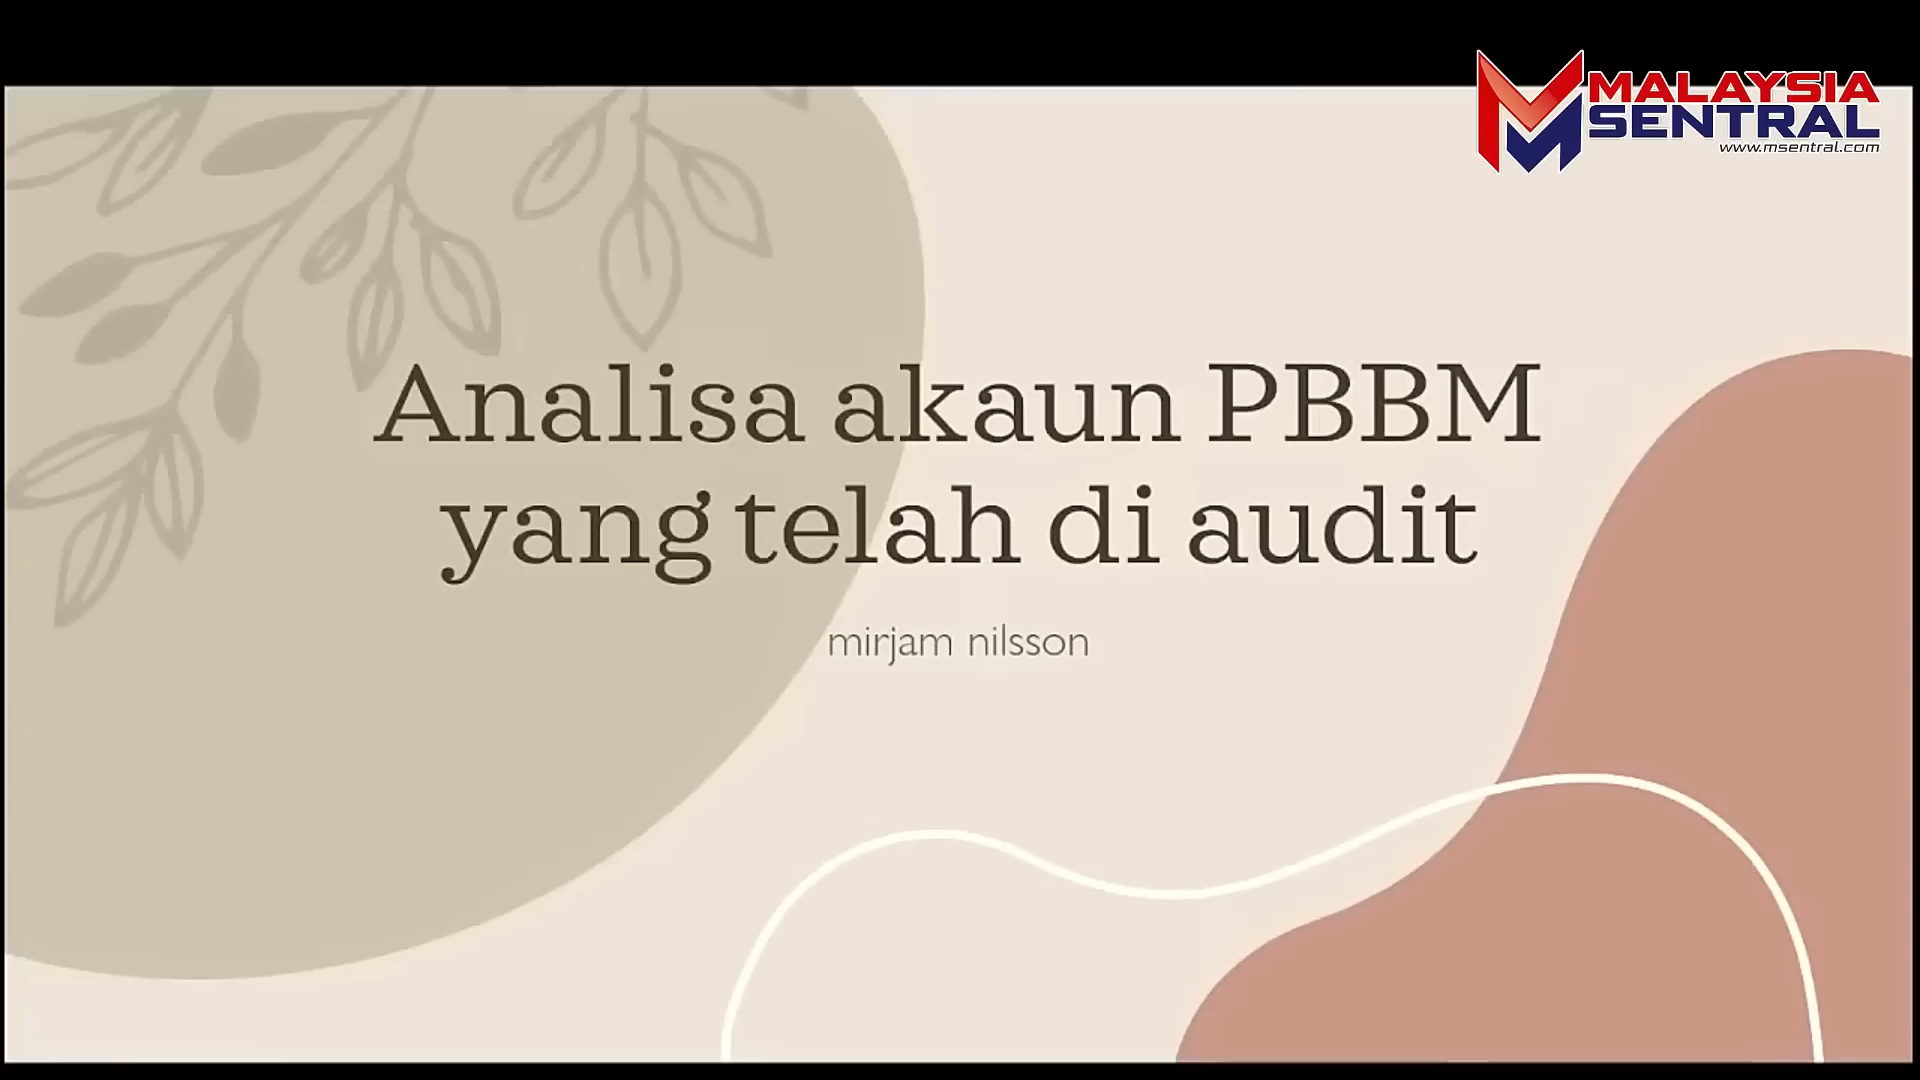 MALAYSIA
SENTRAL
www.msentral.com
Analisa akaun PBBM
yang telah di audit
mirjam nilsson